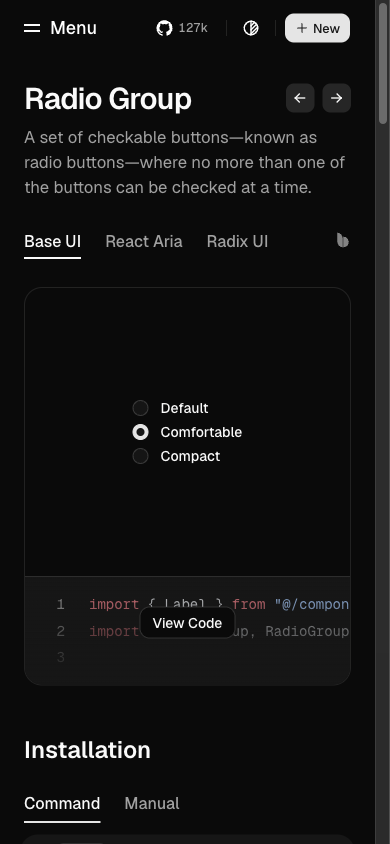 Menu
127k
New
Radio Group
A set of checkable buttons—known as
radio buttons—where no more than one of
the buttons can be checked at a time.
Base UI
React Aria
Radix UI
Default
Comfortable
Compact
1 import { Label } from "@/compon
2 import up, RadioGroup
View Code
3
Installation
Command
Manual